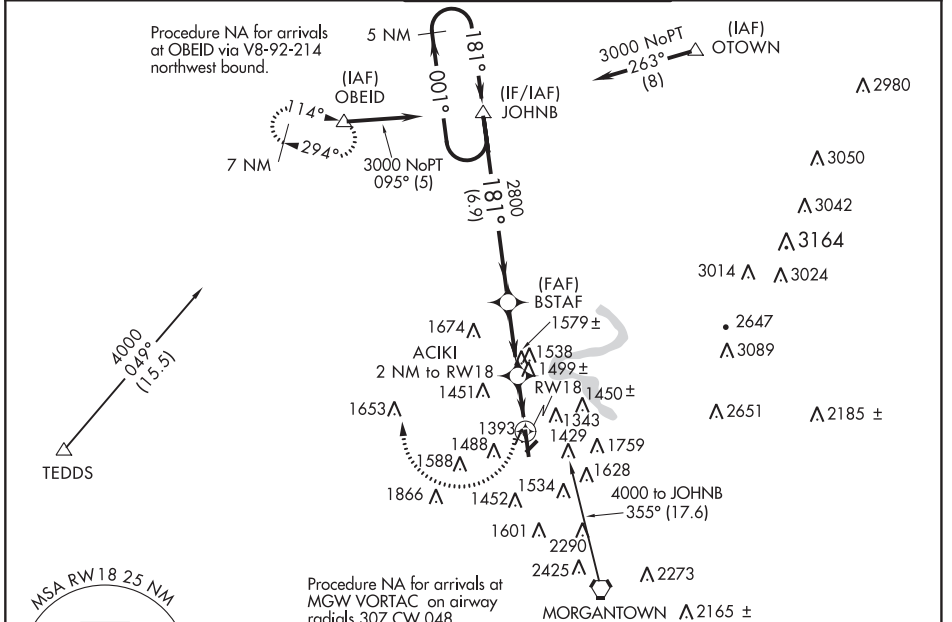 Procedure NA for arrivals
at OBEID via V8-92-214
northwest bound.
5 NM
181°
001°
3000 NoPT
263°
(8)
(IAF)
OTOWN
(IAF)
OBEID
114°
294°
7 NM
3000 NoPT
095° (5)
(IF/IAF)
JOHNB
2800
181°
(6.9)
2980
3050
3042
3164
3014
3024
2647
3089
2651
2185 ±
(FAF)
BSTAF
1674
1579 ±
1538
ACIKI
2 NM to RW18
1499 ±
RW18
1451
1450 ±
1653
1343
1393
1429
1488
1759
1588
1628
1866
1452
1534
4000 to JOHNB
355° (17.6)
1601
2290
2425
2273
4000
049°
(15.5)
TEDDS
MSA RW18 25 NM
Procedure NA for arrivals at
MGW VORTAC on airway
radials 307 CW 048.
MORGANTOWN
2165 ±